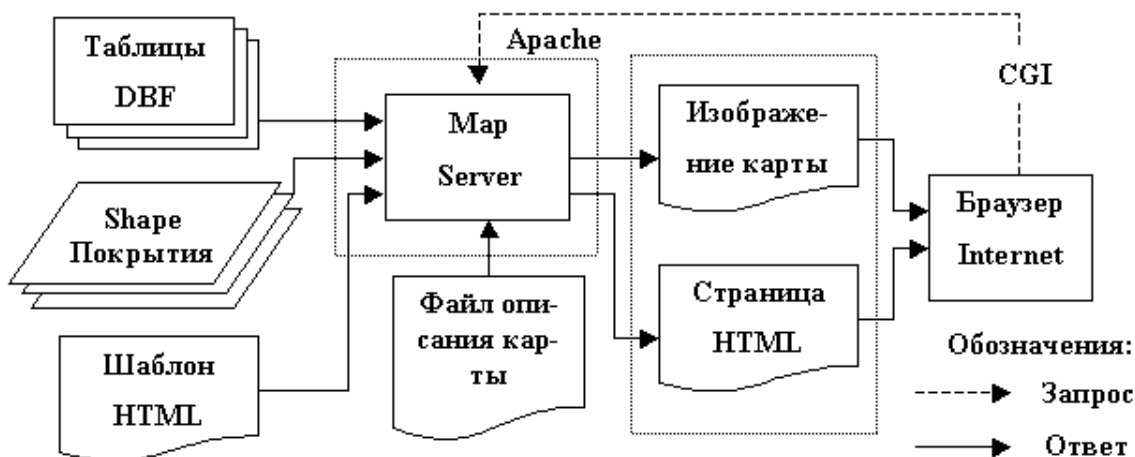 Таблицы
DBF
Apache
CGI
Map
Server
Изображе-
ние карты
Shape
Покрытия
Браузер
Internet
Файл опи-
сания кар-
ты
Страница
HTML
Шаблон
HTML
Обозначения:
Запрос
Ответ